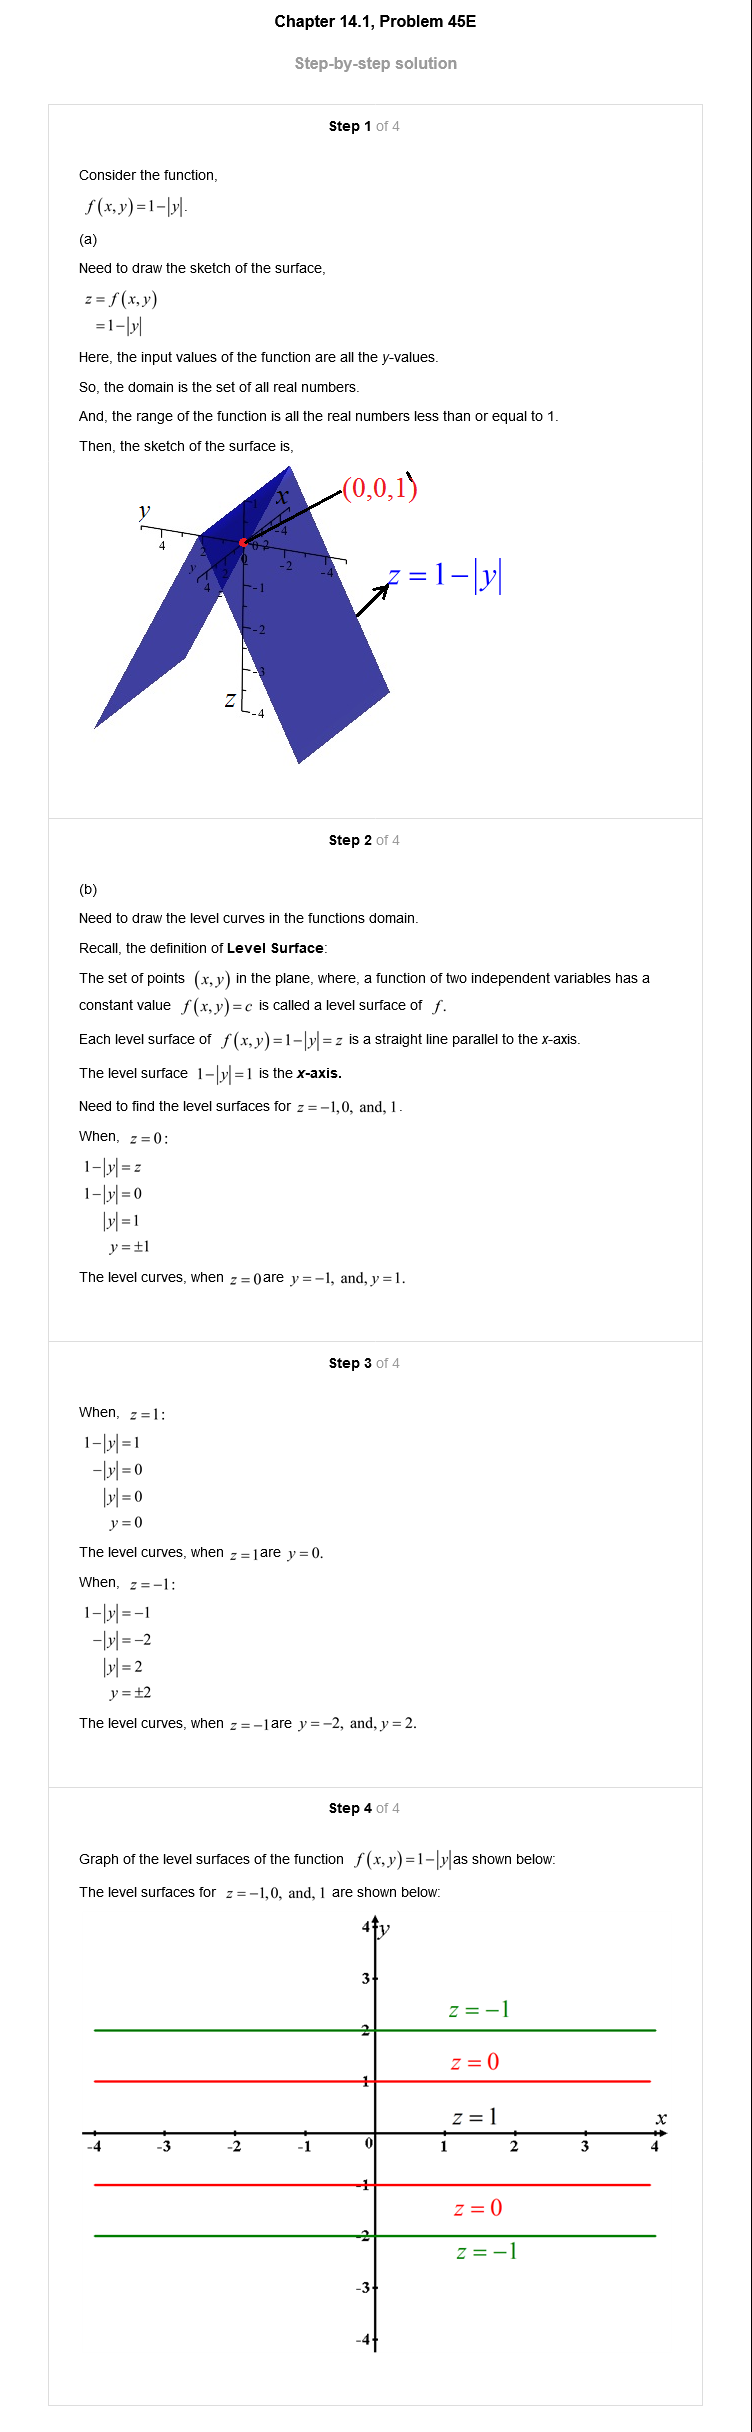 Chapter 14.1, Problem 45E
Step-by-step solution
Step 1 of 4
Consider the function,
f(x,y)=1−|y|.
(a)
Need to draw the sketch of the surface,
z=f(x,y)
=1−|y|
Here, the input values of the function are all the y-values.
So, the domain is the set of all real numbers.
And, the range of the function is all the real numbers less than or equal to 1.
Then, the sketch of the surface is,
(0,0,1)
x
y
4
2
-4
0
-2
-4
4
-1
z=1−|y|
-2
-3
z
-4
Step 2 of 4
(b)
Need to draw the level curves in the functions domain.
Recall, the definition of Level Surface:
The set of points (x,y) in the plane, where, a function of two independent variables has a
constant value f(x,y)=c is called a level surface of f.
Each level surface of f(x,y)=1−|y|=z is a straight line parallel to the x-axis.
The level surface 1−|y|=1 is the x-axis.
Need to find the level surfaces for z=−1,0, and, 1.
When, z=0:
1−|y|=z
1−|y|=0
|y|=1
y=±1
The level curves, when z=0 are y=−1, and, y=1.
Step 3 of 4
When, z=1:
1−|y|=1
−|y|=0
|y|=0
y=0
The level curves, when z=1 are y=0.
When, z=−1:
1−|y|=−1
−|y|=−2
|y|=2
y=±2
The level curves, when z=−1 are y=−2, and, y=2.
Step 4 of 4
Graph of the level surfaces of the function f(x,y)=1−|y| as shown below:
The level surfaces for z=−1,0, and, 1 are shown below:
4 y
3
z=−1
2
z=0
1
z=1
x
-4 -3 -2 -1 0 1 2 3 4
-1
z=0
-2
z=−1
-3
-4